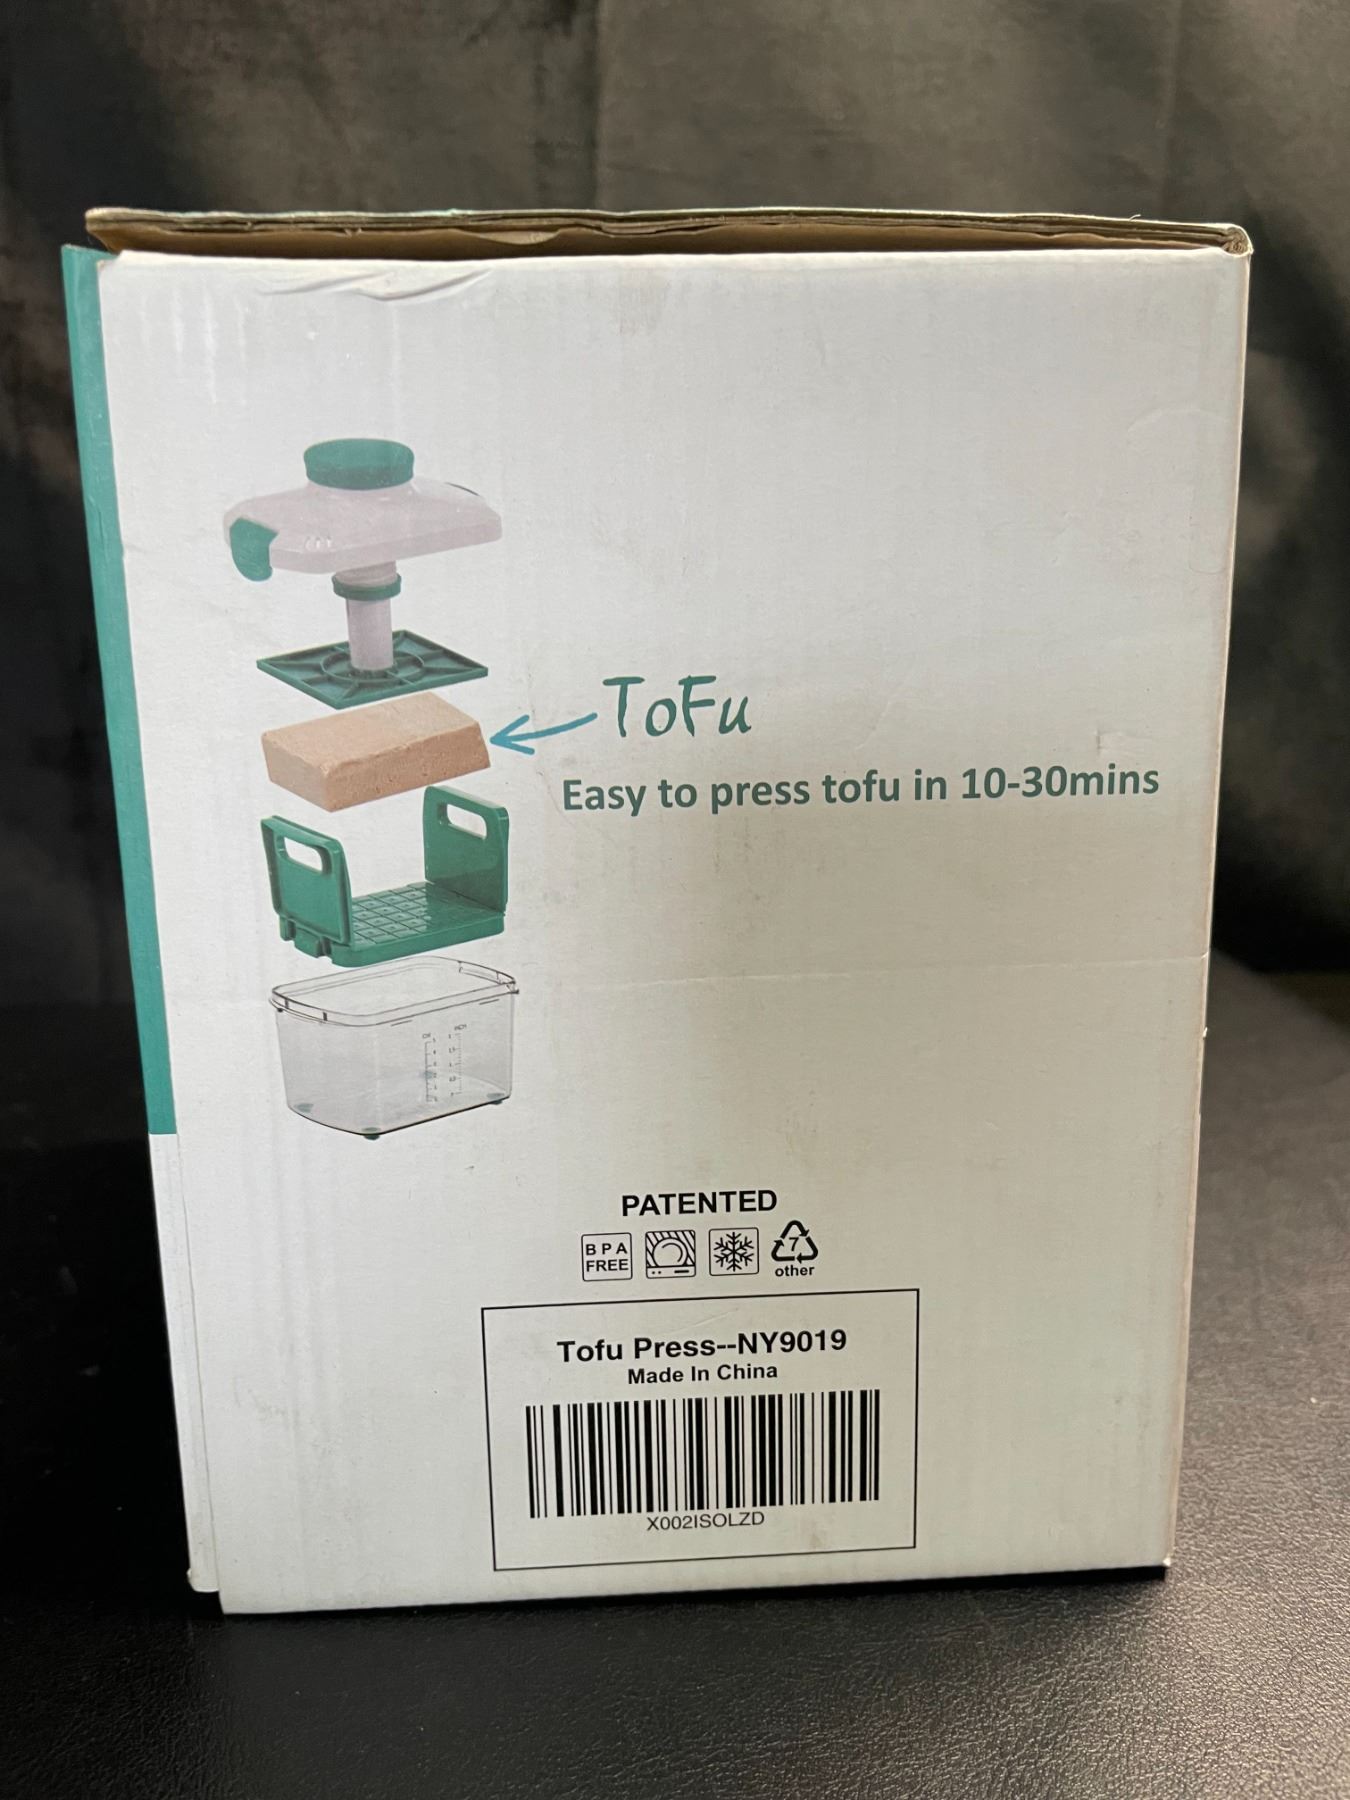 ToFu
Easy to press tofu in 10-30mins
PATENTED
BPA
FREE
7
other
Tofu Press--NY9019
Made In China
X002ISOLZD